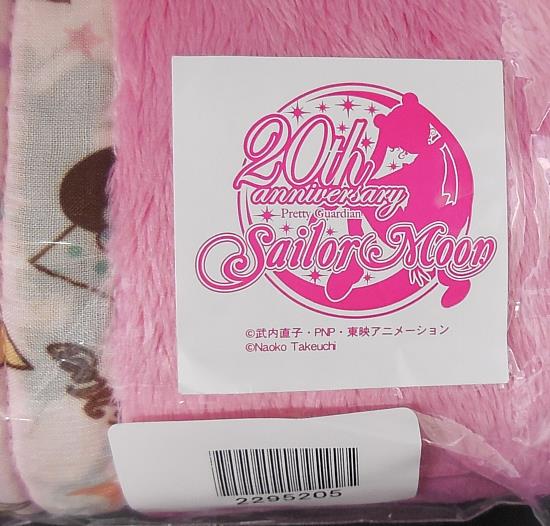 20th
anniversary
Pretty Guardian
Sailor Moon
©武内直子・PNP・東映アニメーション
©Naoko Takeuchi
2295205